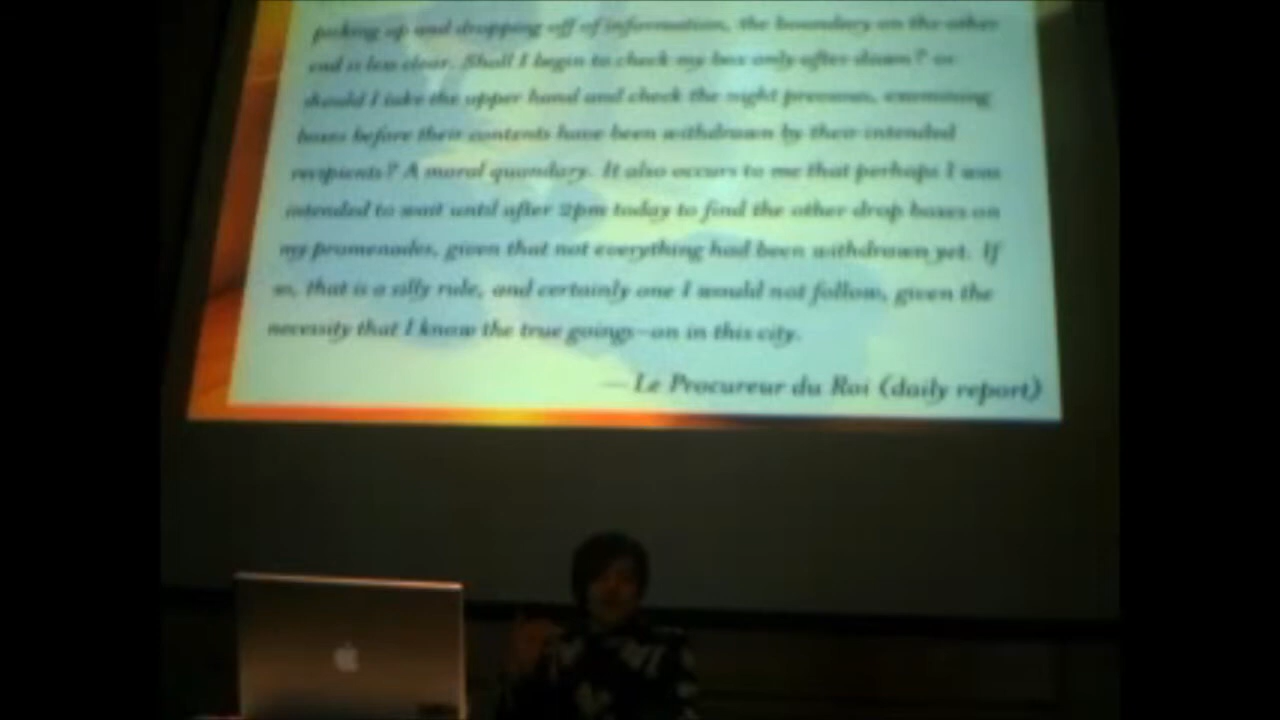 picking up and dropping off of information, the boundary on the other
end is less clear. Shall I begin to check my box only after dawn? or
should I take the upper hand and check the night previous, examining
boxes before their contents have been withdrawn by their intended
recipients? A moral quandary. It also occurs to me that perhaps I was
intended to wait until after 2pm today to find the other drop boxes on
my promenades, given that not everything had been withdrawn yet. If
so, that is a silly rule, and certainly one I would not follow, given the
necessity that I know the true goings-on in this city.
— Le Procureur du Roi (daily report)